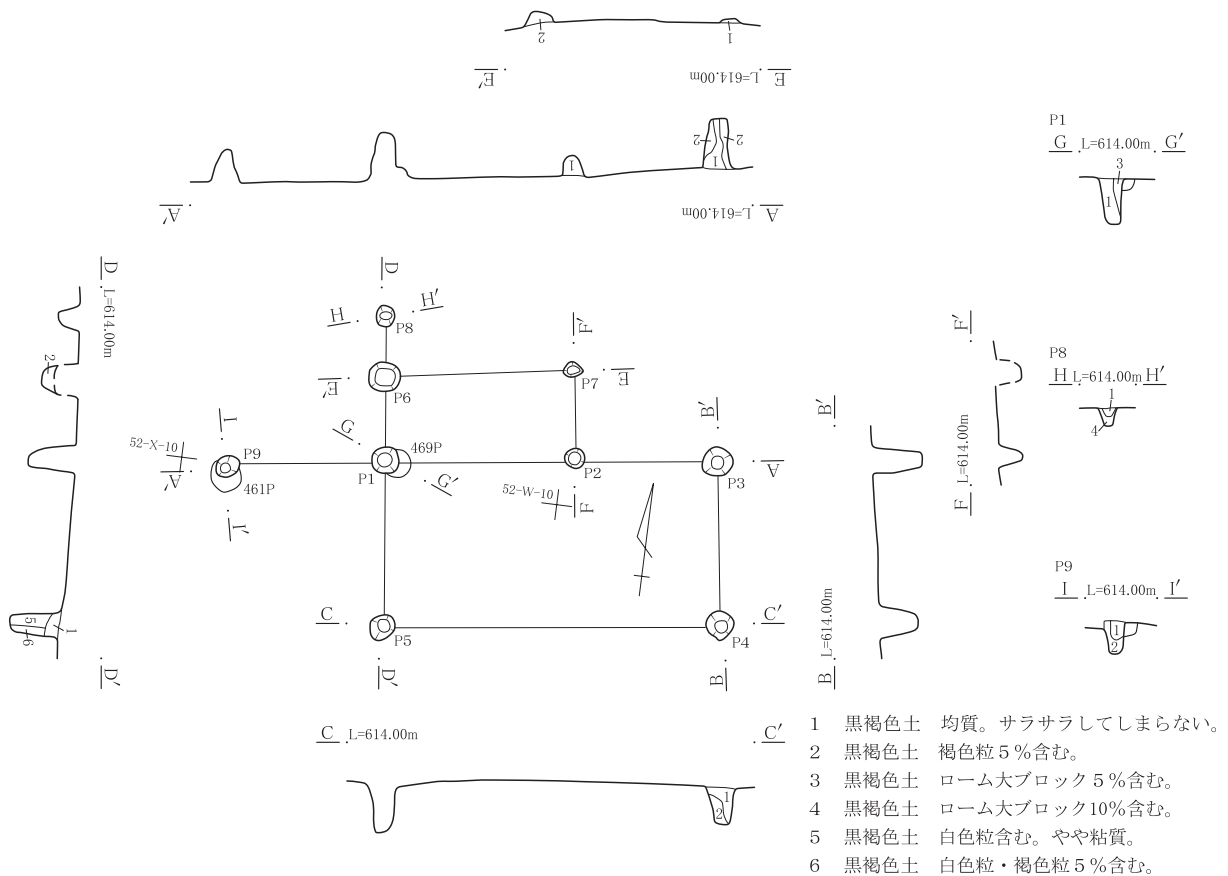 2 1
E′ L=614.00m E
2 2
1 1
A′ L=614.00m A
P1
G L=614.00m G′
3
1
D L=614.00m
2
5 6 1
D′
D
H H′
P8
F′
E′ P6 P7 E
G 469P
I
52-X-10
P9
A′ P1 P2 P3 A
461P G′
I′
52-W-10
F
B′
C P5 P4 C′
D′ B
B′
B L=614.00m
F′
F L=614.00m
P8
H L=614.00m H′
1
4
P9
I L=614.00m I′
1
2
C L=614.00m C′
1
2
1 黒褐色土 均質。サラサラしてしまらない。
2 黒褐色土 褐色粒5%含む。
3 黒褐色土 ローム大ブロック5%含む。
4 黒褐色土 ローム大ブロック10%含む。
5 黒褐色土 白色粒含む。やや粘質。
6 黒褐色土 白色粒・褐色粒5%含む。